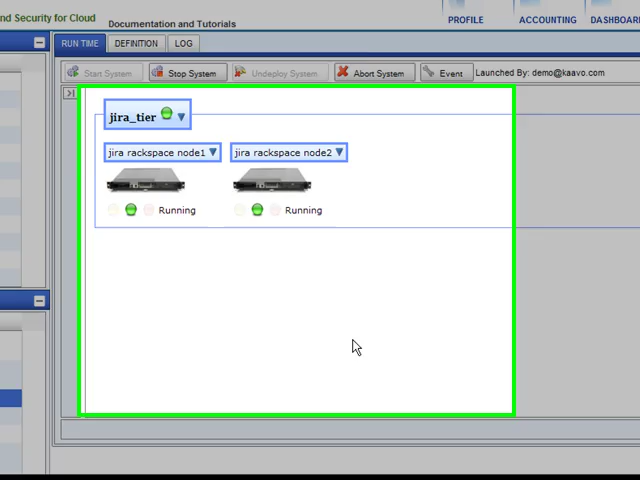 nd Security for Cloud
Documentation and Tutorials
PROFILE
ACCOUNTING
DASHBOAR
RUN TIME
DEFINITION
LOG
Start System
Stop System
Undeploy System
Abort System
Event
Launched By: demo@kaavo.com
jira_tier
jira rackspace node1
jira rackspace node2
Running
Running